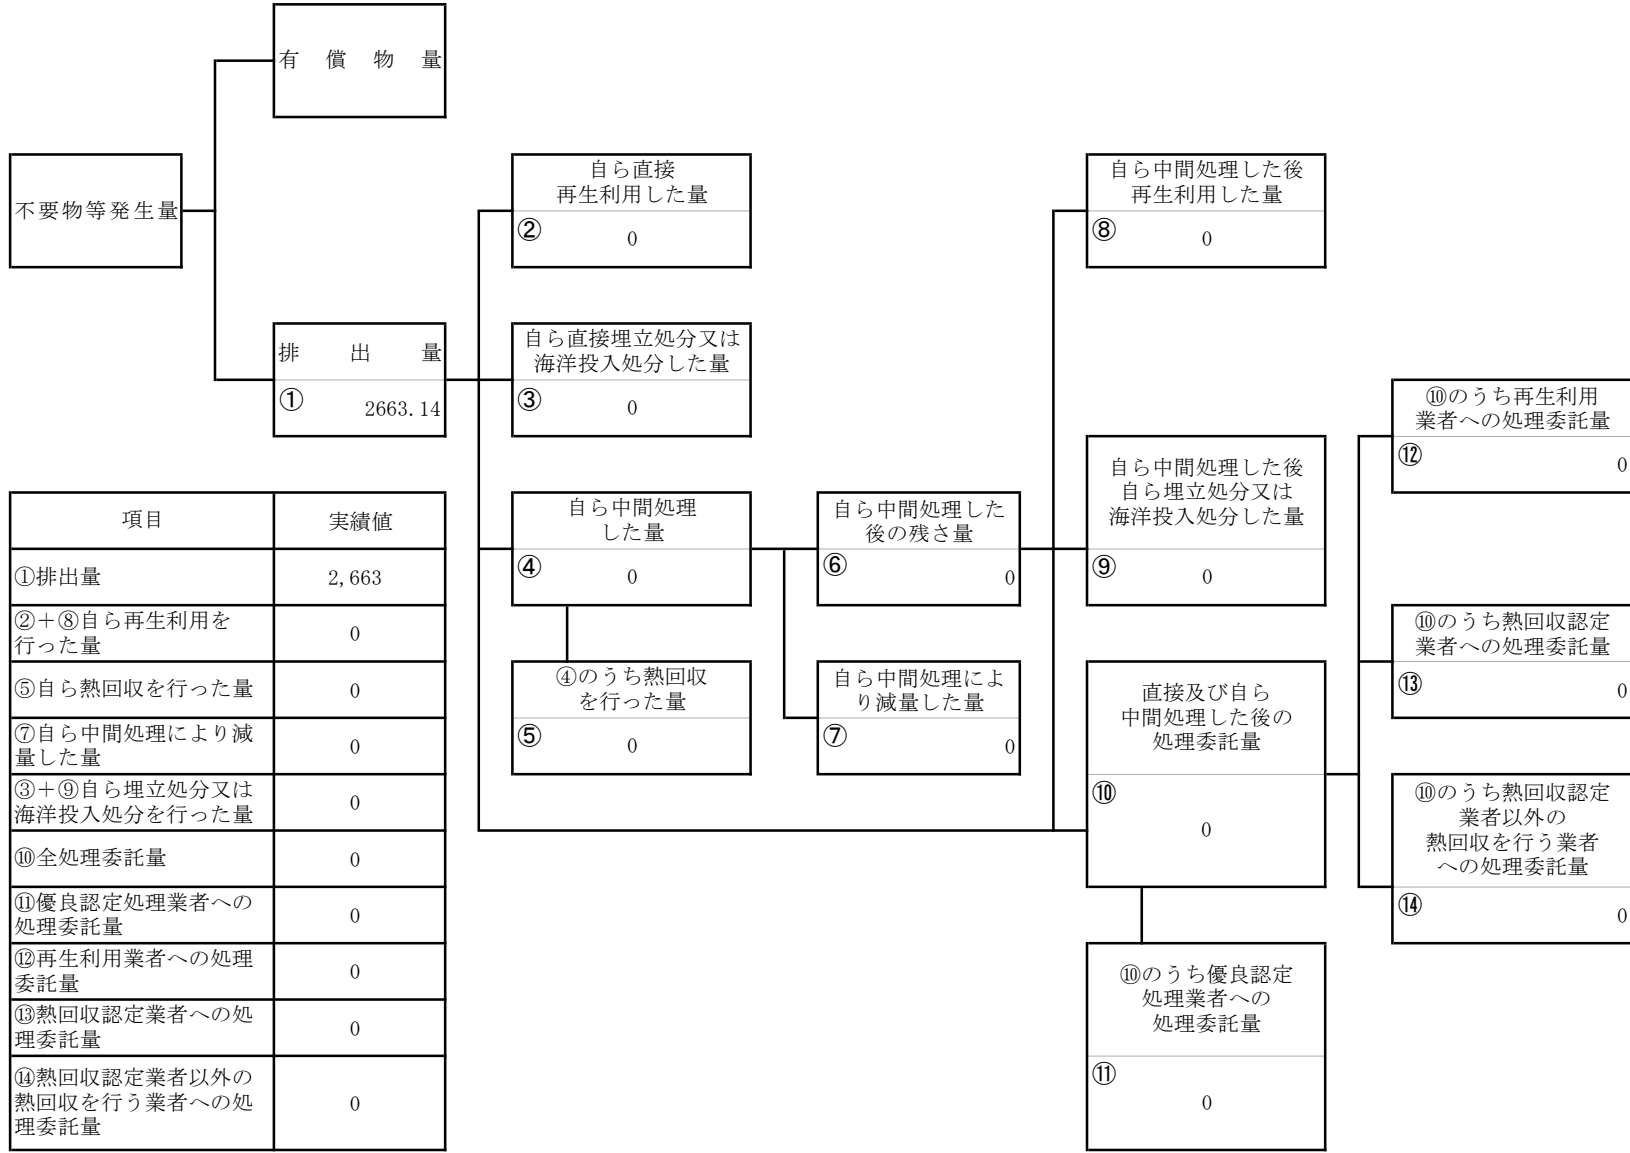 有償物量
不要物等発生量
排出量
①
2663.14
自ら直接
再生利用した量
②
0
自ら直接埋立処分又は
海洋投入処分した量
③
0
自ら中間処理
した量
④
0
④のうち熱回収
を行った量
⑤
0
自ら中間処理した
後の残さ量
⑥
0
自ら中間処理によ
り減量した量
⑦
0
自ら中間処理した後
再生利用した量
⑧
0
自ら中間処理した後
自ら埋立処分又は
海洋投入処分した量
⑨
0
直接及び自ら
中間処理した後の
処理委託量
⑩
0
⑩のうち優良認定
処理業者への
処理委託量
⑪
0
⑩のうち再生利用
業者への処理委託量
⑫
0
⑩のうち熱回収認定
業者への処理委託量
⑬
0
⑩のうち熱回収認定
業者以外の
熱回収を行う業者
への処理委託量
⑭
0
項目 実績値
①排出量 2,663
②＋⑧自ら再生利用を
行った量 0
⑤自ら熱回収を行った量 0
⑦自ら中間処理により減
量した量 0
③＋⑨自ら埋立処分又は
海洋投入処分を行った量 0
⑩全処理委託量 0
⑪優良認定処理業者への
処理委託量 0
⑫再生利用業者への処理
委託量 0
⑬熱回収認定業者への処
理委託量 0
⑭熱回収認定業者以外の
熱回収を行う業者への処
理委託量 0